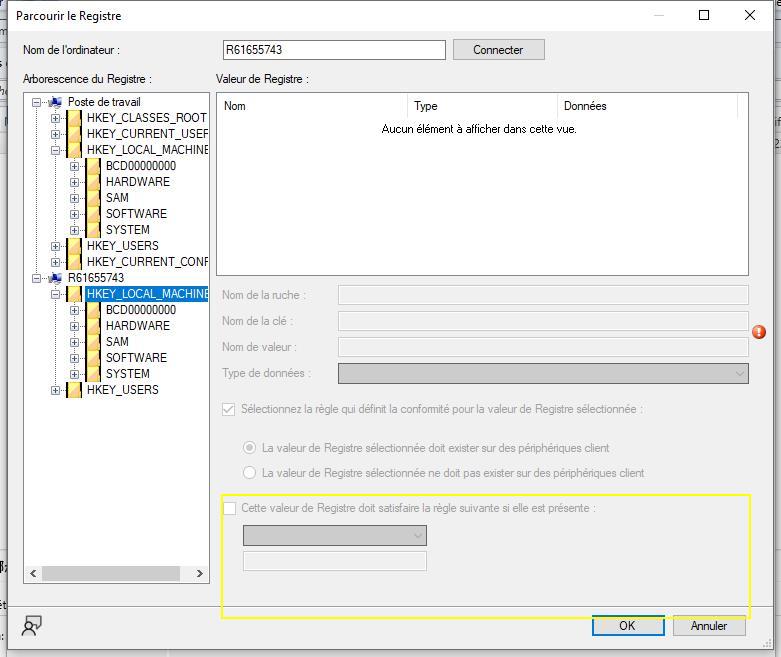 Parcourir le Registre
Nom de l'ordinateur :
R61655743
Connecter
Arborescence du Registre :
Valeur de Registre :
Poste de travail
HKEY_CLASSES_ROOT
HKEY_CURRENT_USER
HKEY_LOCAL_MACHINE
BCD00000000
HARDWARE
SAM
SOFTWARE
SYSTEM
HKEY_USERS
HKEY_CURRENT_CONF
R61655743
HKEY_LOCAL_MACHINE
BCD00000000
HARDWARE
SAM
SOFTWARE
SYSTEM
HKEY_USERS
Nom Type Données
Aucun élément à afficher dans cette vue.
Nom de la ruche :
Nom de la clé :
Nom de valeur :
Type de données :
Sélectionnez la règle qui définit la conformité pour la valeur de Registre sélectionnée :
La valeur de Registre sélectionnée doit exister sur des périphériques client
La valeur de Registre sélectionnée ne doit pas exister sur des périphériques client
Cette valeur de Registre doit satisfaire la règle suivante si elle est présente :
OK
Annuler